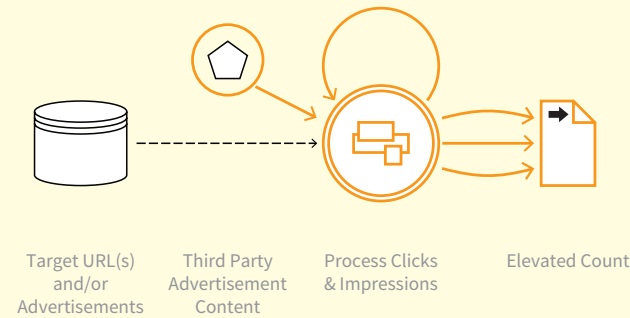 Target URL(s)
and/or
Advertisements
Third Party
Advertisement
Content
Process Clicks
& Impressions
Elevated Count